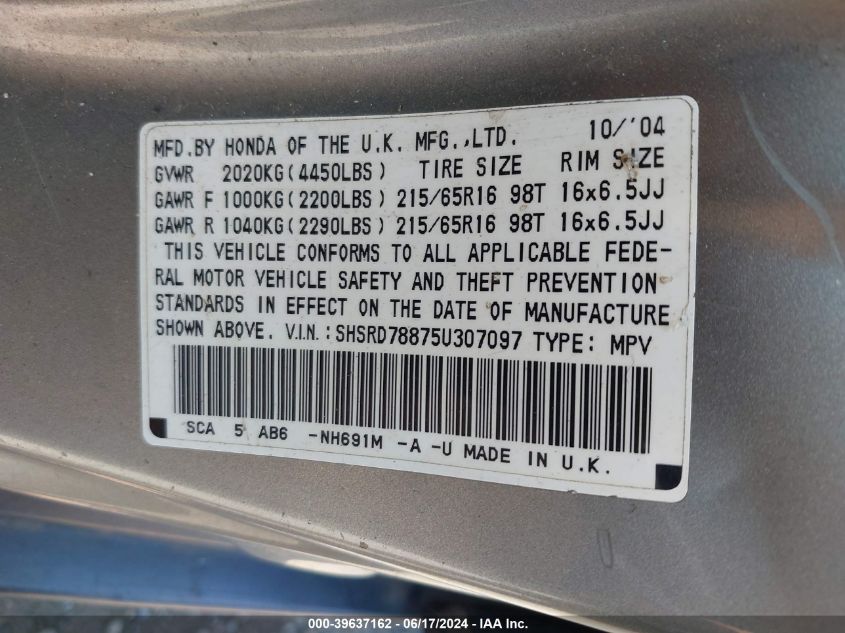 MFD.BY HONDA OF THE U.K. MFG.,LTD. 10/'04
GVWR 2020KG(4450LBS) TIRE SIZE RIM SIZE
GAWR F 1000KG(2200LBS) 215/65R16 98T 16x6.5JJ
GAWR R 1040KG(2290LBS) 215/65R16 98T 16x6.5JJ
THIS VEHICLE CONFORMS TO ALL APPLICABLE FEDE-
RAL MOTOR VEHICLE SAFETY AND THEFT PREVENTION
STANDARDS IN EFFECT ON THE DATE OF MANUFACTURE
SHOWN ABOVE. V.I.N.:SHSRD78875U307097 TYPE: MPV
SCA 5 AB6 -NH691M -A -U MADE IN U.K.
000-39637162 - 06/17/2024 - IAA Inc.